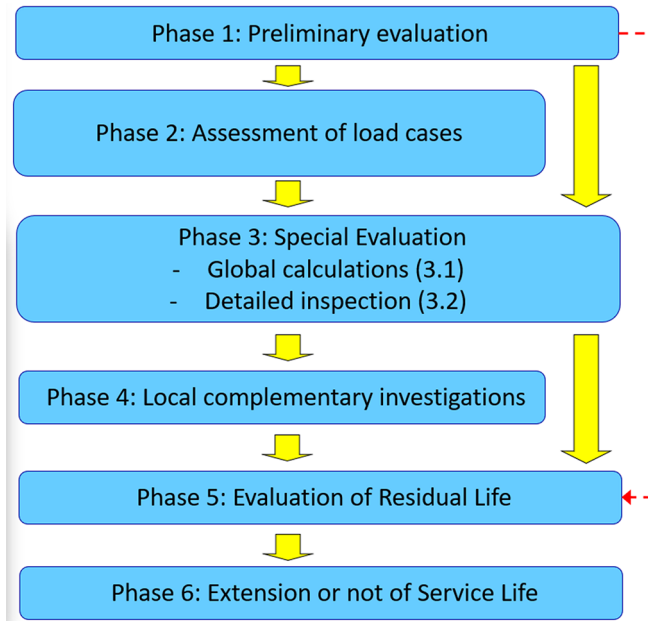 Phase 1: Preliminary evaluation
Phase 2: Assessment of load cases
Phase 3: Special Evaluation
- Global calculations (3.1)
- Detailed inspection (3.2)
Phase 4: Local complementary investigations
Phase 5: Evaluation of Residual Life
Phase 6: Extension or not of Service Life